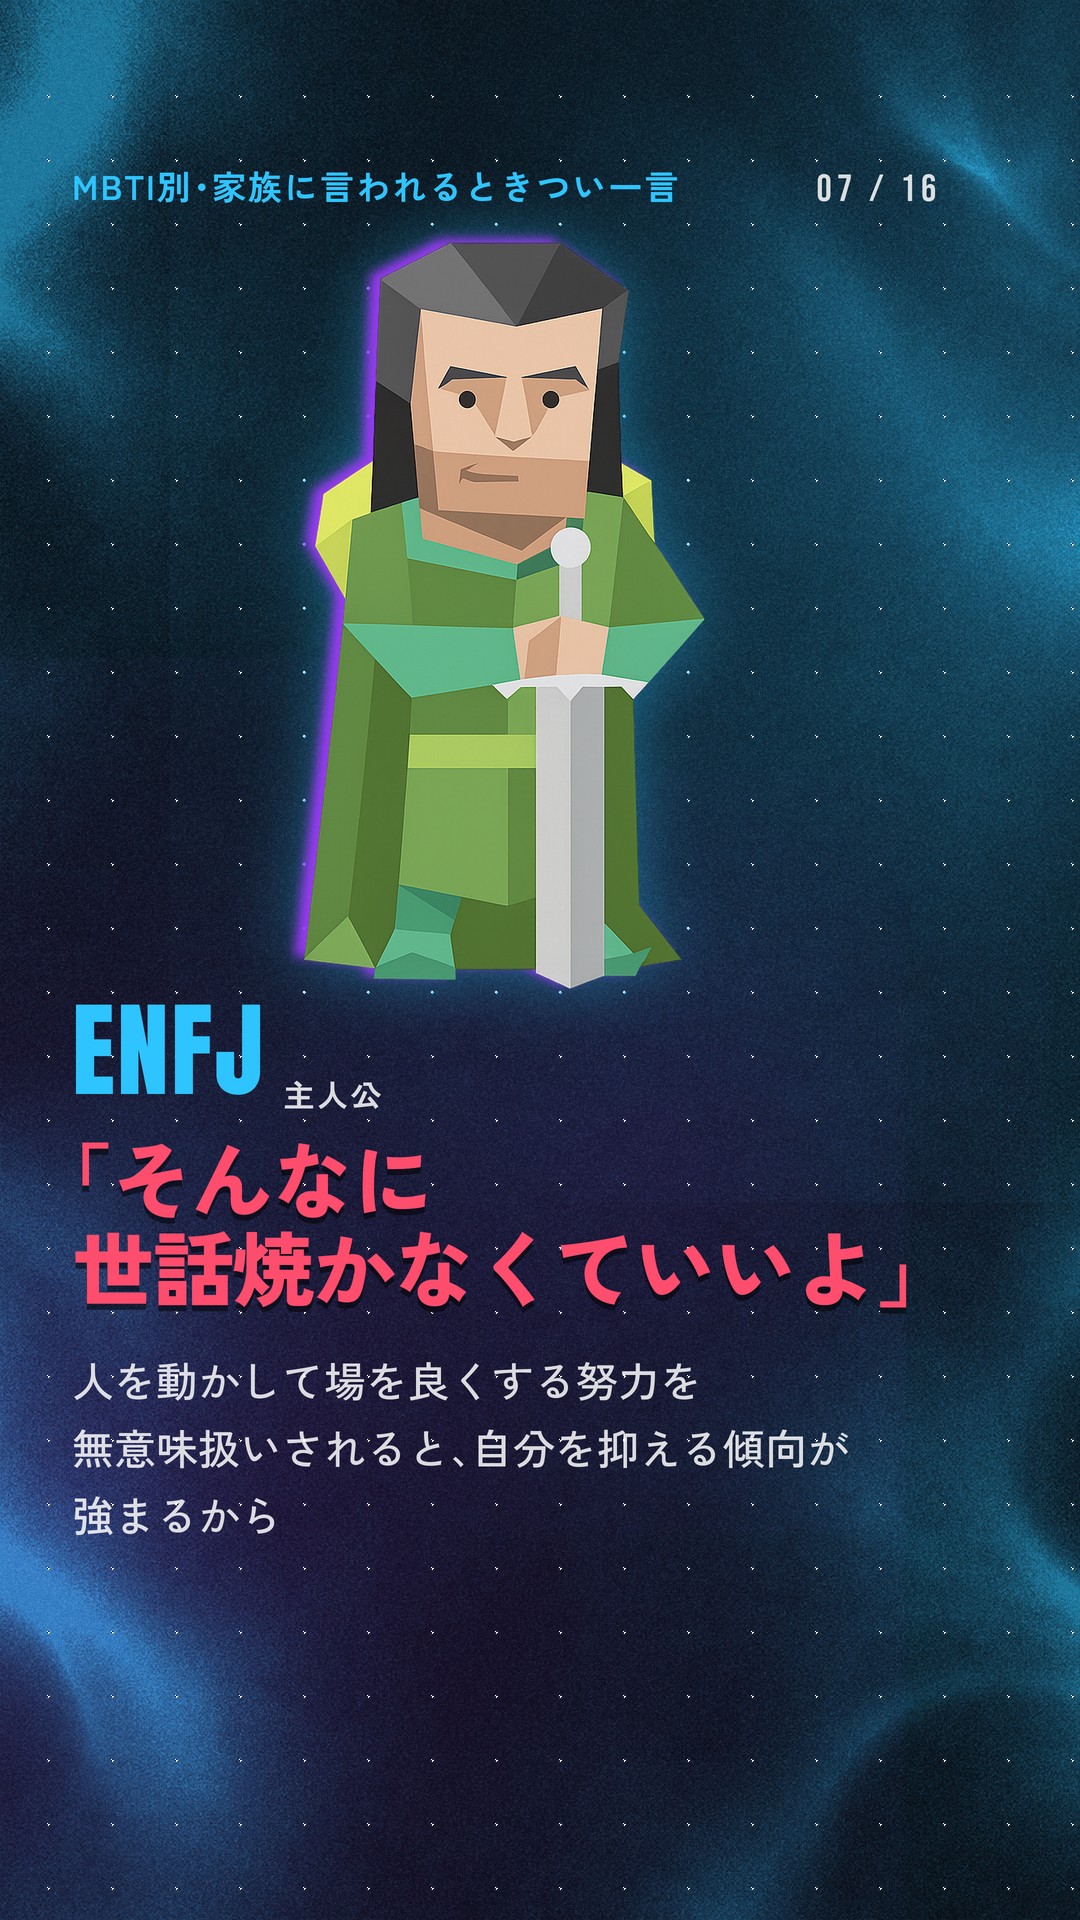 MBTI別・家族に言われるときつい一言
07 / 16
ENFJ
主人公
「そんなに
世話焼かなくていいよ」
人を動かして場を良くする努力を
無意味扱いされると、自分を抑える傾向が
強まるから